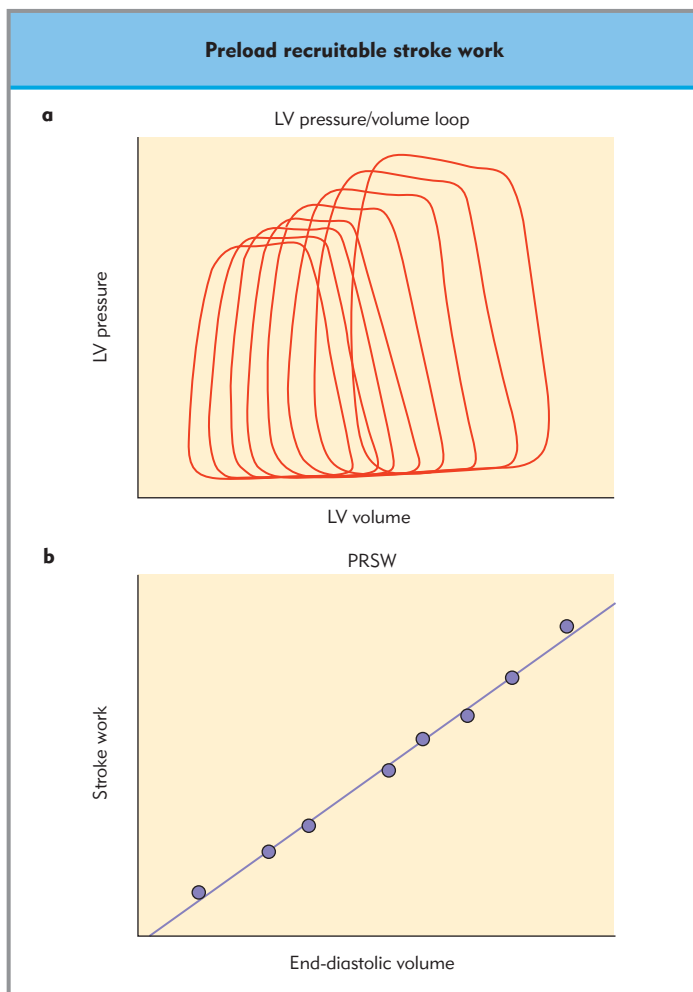 Preload recruitable stroke work
a
LV pressure/volume loop
LV pressure
LV volume
b
PRSW
Stroke work
End-diastolic volume